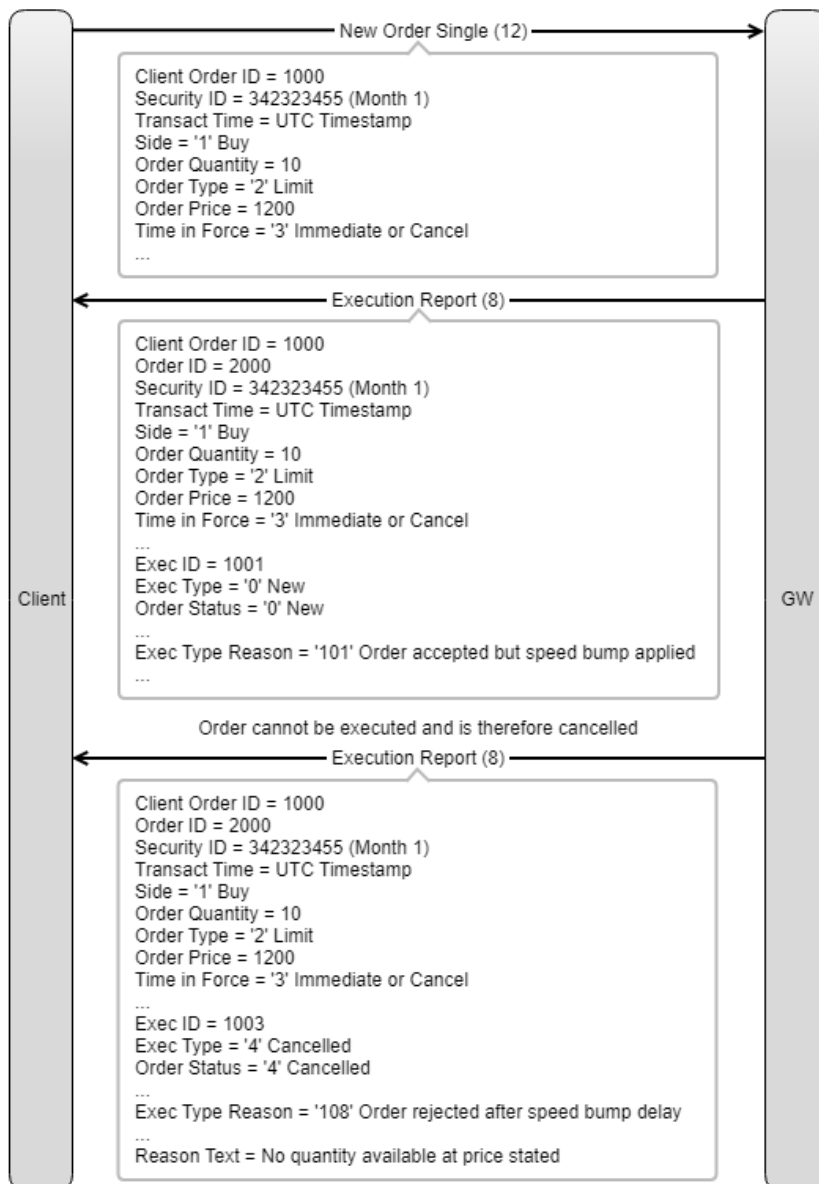 New Order Single (12)
Client Order ID = 1000
Security ID = 342323455 (Month 1)
Transact Time = UTC Timestamp
Side = '1' Buy
Order Quantity = 10
Order Type = '2' Limit
Order Price = 1200
Time in Force = '3' Immediate or Cancel
...
Execution Report (8)
Client Order ID = 1000
Order ID = 2000
Security ID = 342323455 (Month 1)
Transact Time = UTC Timestamp
Side = '1' Buy
Order Quantity = 10
Order Type = '2' Limit
Order Price = 1200
Time in Force = '3' Immediate or Cancel
...
Exec ID = 1001
Exec Type = '0' New
Order Status = '0' New
...
Exec Type Reason = '101' Order accepted but speed bump applied
...
Client
GW
Order cannot be executed and is therefore cancelled
Execution Report (8)
Client Order ID = 1000
Order ID = 2000
Security ID = 342323455 (Month 1)
Transact Time = UTC Timestamp
Side = '1' Buy
Order Quantity = 10
Order Type = '2' Limit
Order Price = 1200
Time in Force = '3' Immediate or Cancel
...
Exec ID = 1003
Exec Type = '4' Cancelled
Order Status = '4' Cancelled
...
Exec Type Reason = '108' Order rejected after speed bump delay
...
Reason Text = No quantity available at price stated